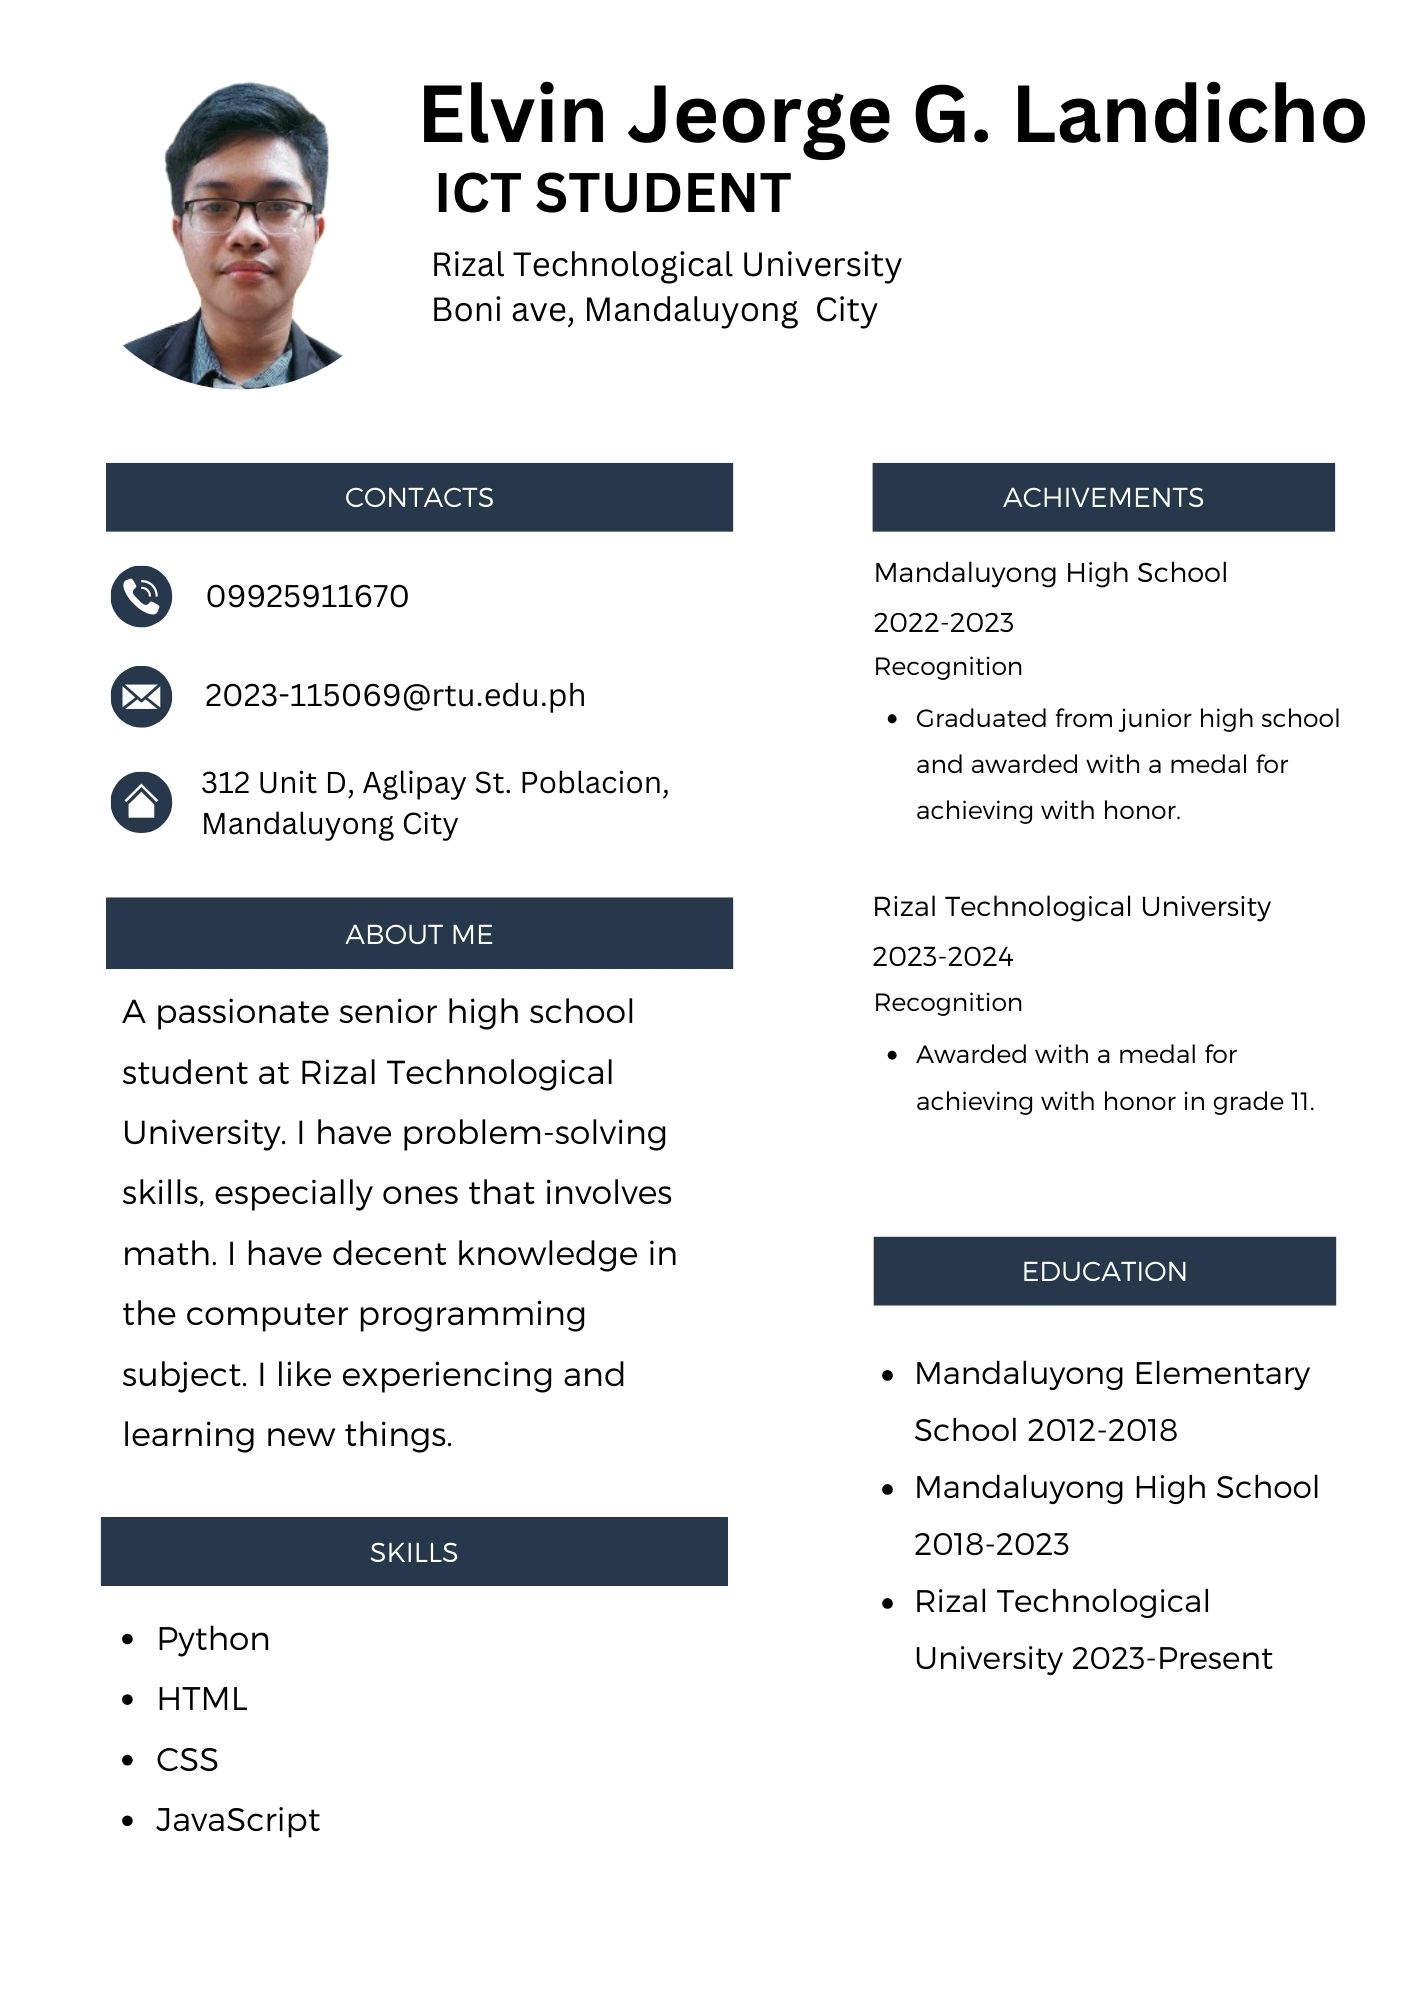 Elvin Jeorge G. Landicho
ICT STUDENT
Rizal Technological University
Boni ave, Mandaluyong City
CONTACTS
09925911670
2023-115069@rtu.edu.ph
312 Unit D, Aglipay St. Poblacion,
Mandaluyong City
ABOUT ME
A passionate senior high school
student at Rizal Technological
University. I have problem-solving
skills, especially ones that involves
math. I have decent knowledge in
the computer programming
subject. I like experiencing and
learning new things.
SKILLS
• Python
• HTML
• CSS
• JavaScript
ACHIVEMENTS
Mandaluyong High School
2022-2023
Recognition
• Graduated from junior high school
and awarded with a medal for
achieving with honor.
Rizal Technological University
2023-2024
Recognition
• Awarded with a medal for
achieving with honor in grade 11.
EDUCATION
• Mandaluyong Elementary
School 2012-2018
• Mandaluyong High School
2018-2023
• Rizal Technological
University 2023-Present